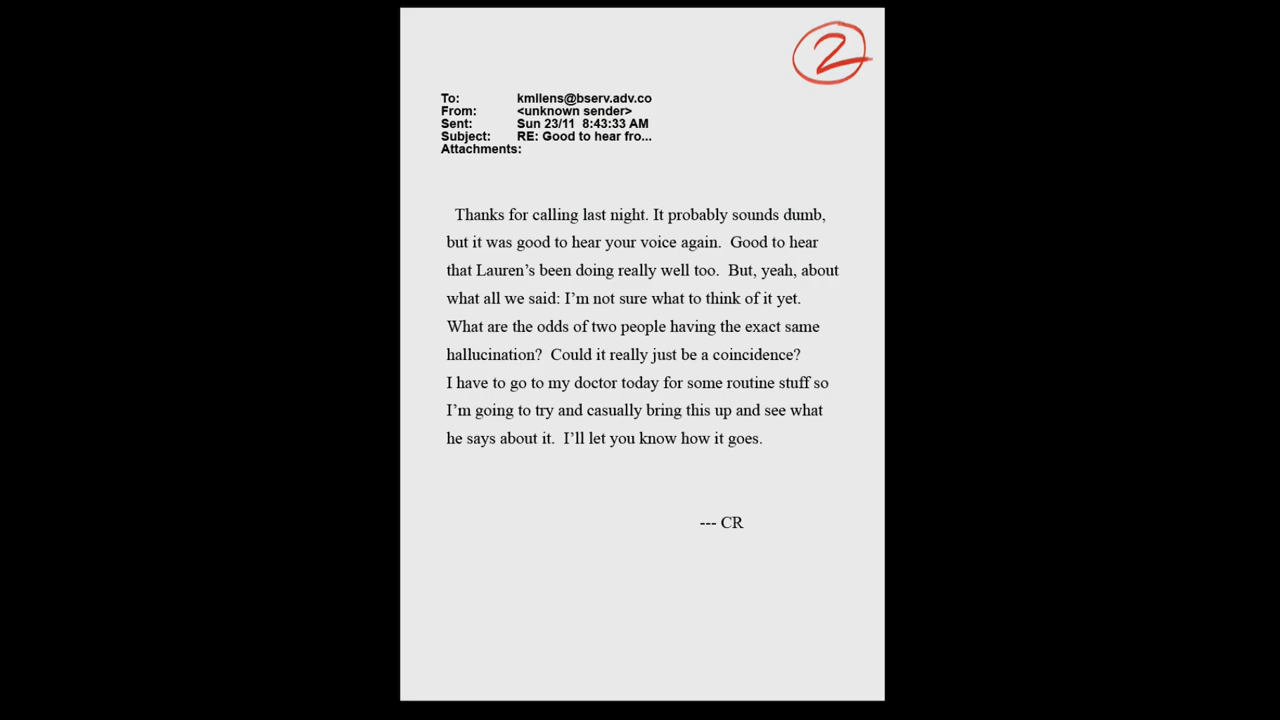 2
To: kmllens@bserv.adv.co
From: <unknown sender>
Sent: Sun 23/11 8:43:33 AM
Subject: RE: Good to hear fro...
Attachments:
Thanks for calling last night. It probably sounds dumb,
but it was good to hear your voice again. Good to hear
that Lauren’s been doing really well too. But, yeah, about
what all we said: I’m not sure what to think of it yet.
What are the odds of two people having the exact same
hallucination? Could it really just be a coincidence?
I have to go to my doctor today for some routine stuff so
I’m going to try and casually bring this up and see what
he says about it. I’ll let you know how it goes.
--- CR